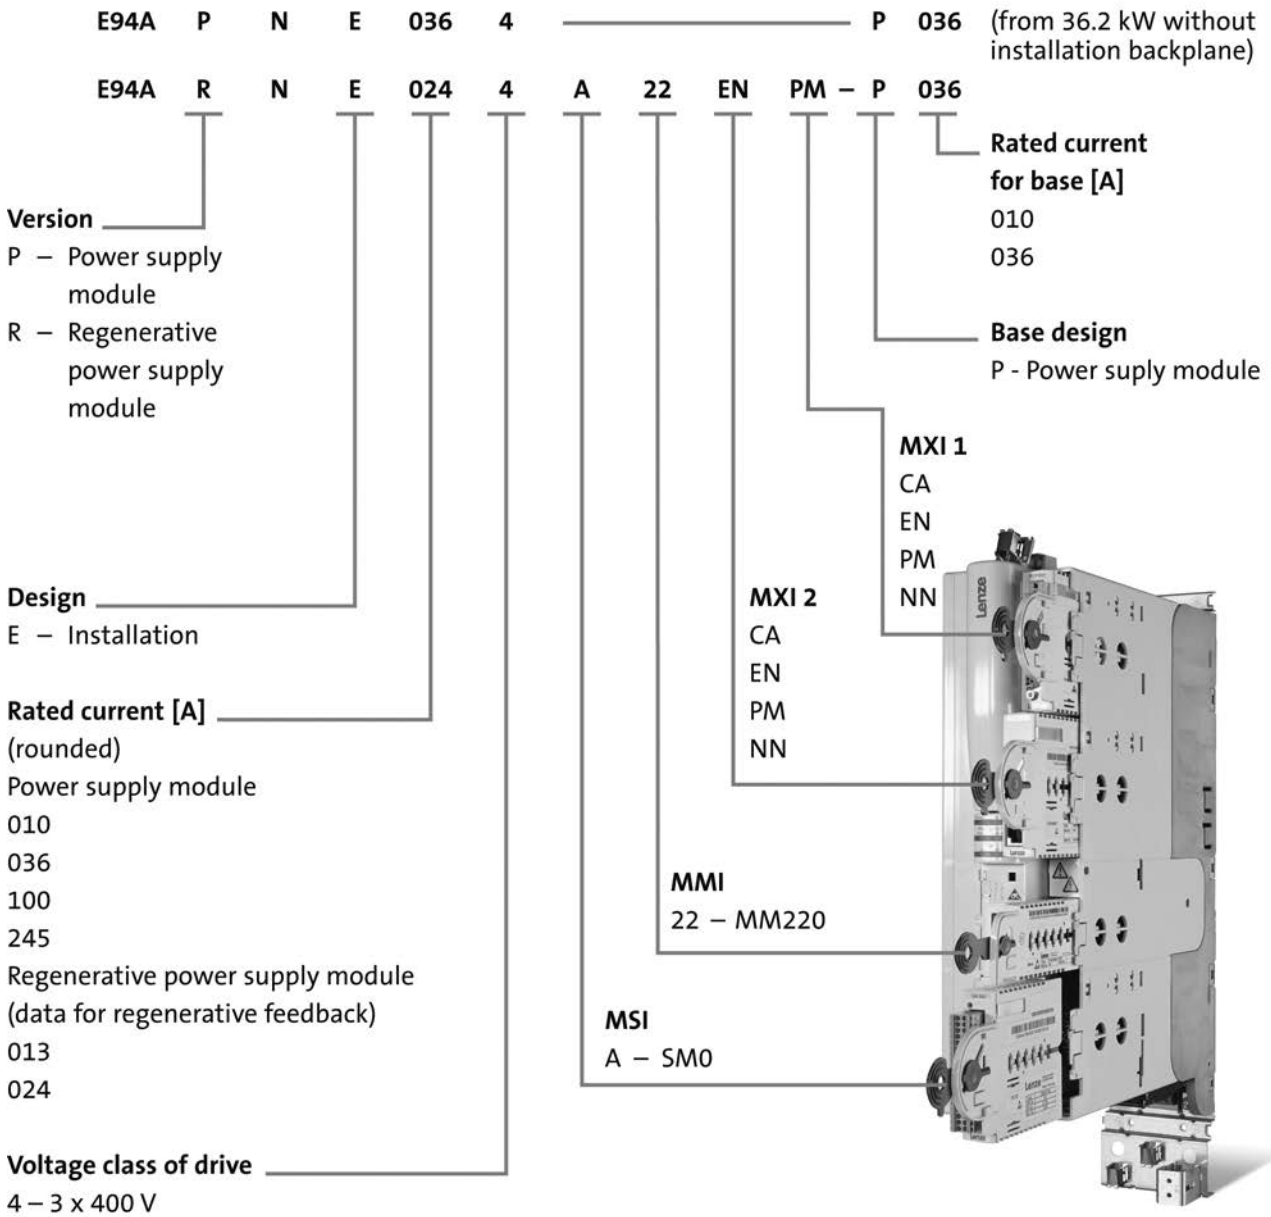 E94A P N E 036 4 P 036 (from 36.2 kW without
installation backplane)
E94A R N E 024 4 A 22 EN PM – P 036
Rated current
for base [A]
010
036
Version
P – Power supply
module
R – Regenerative
power supply
module
Base design
P - Power suply module
MXI 1
CA
EN
PM
NN
Design
E – Installation
MXI 2
CA
EN
PM
NN
Rated current [A]
(rounded)
Power supply module
010
036
100
245
Regenerative power supply module
(data for regenerative feedback)
013
024
MMI
22 – MM220
MSI
A – SM0
Voltage class of drive
4 – 3 x 400 V
Lenze
Lenze